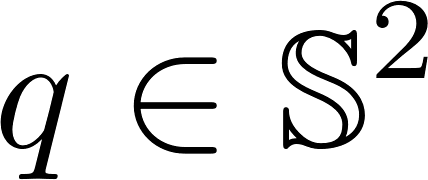 q ∈ 𝕊²